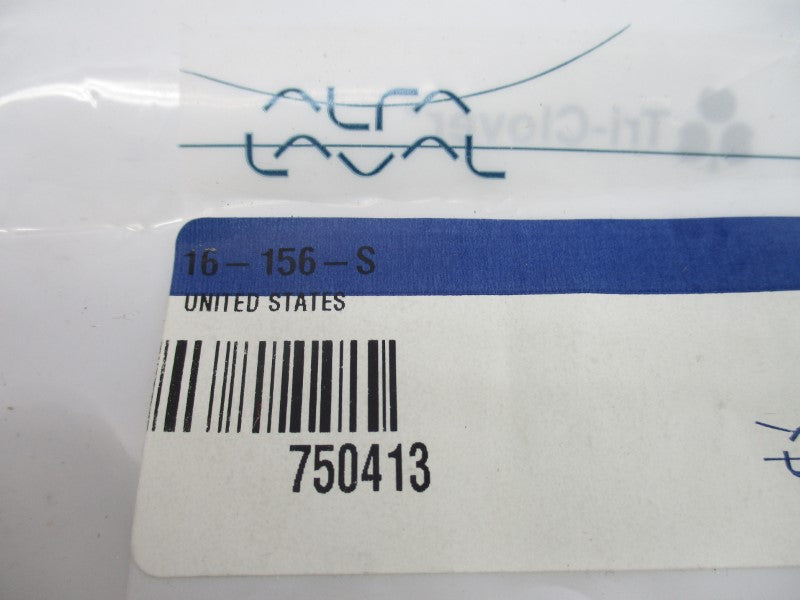 ALFA
LAVAL
Tri-Clover
16-156-S
UNITED STATES
750413